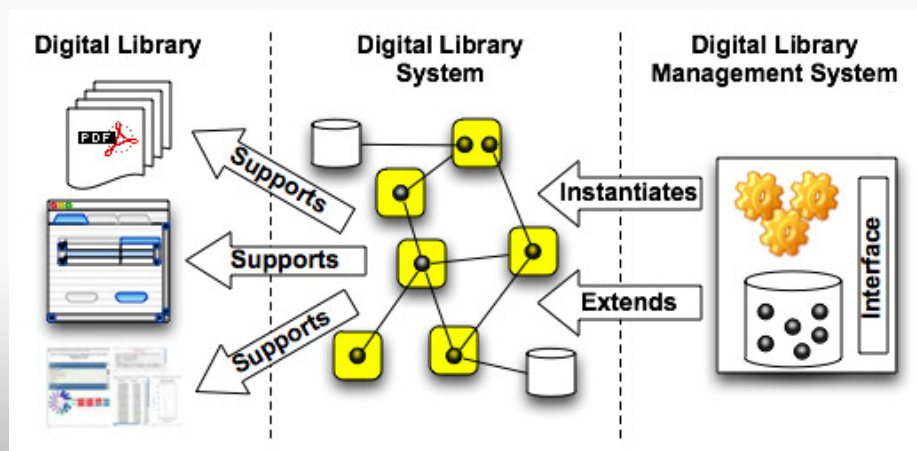 Digital Library
Digital Library
System
Digital Library
Management System
PDF
Supports
Supports
Supports
Instantiates
Extends
Interface